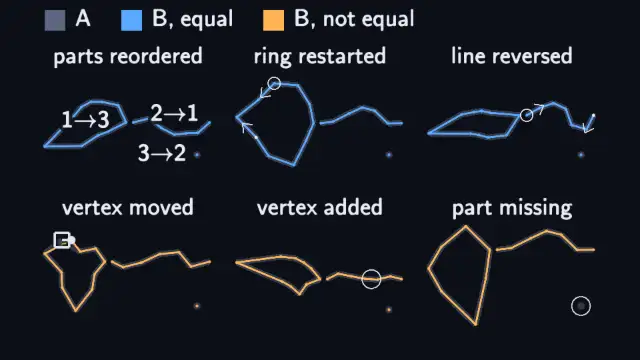 A B, equal B, not equal
parts reordered ring restarted line reversed
1→3 2→1
3→2
vertex moved vertex added part missing